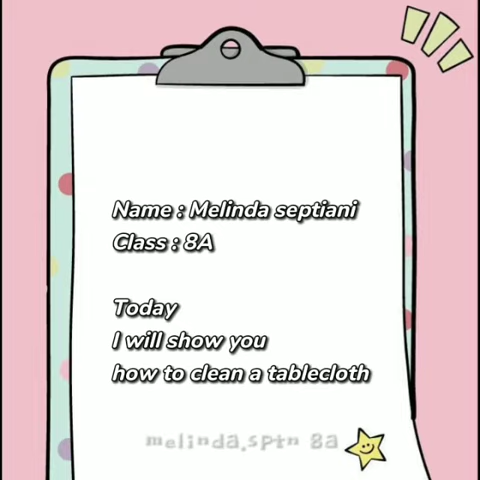 Name : Melinda septiani
Class : 8A
Today
I will show you
how to clean a tablecloth
melinda.sptn 8a